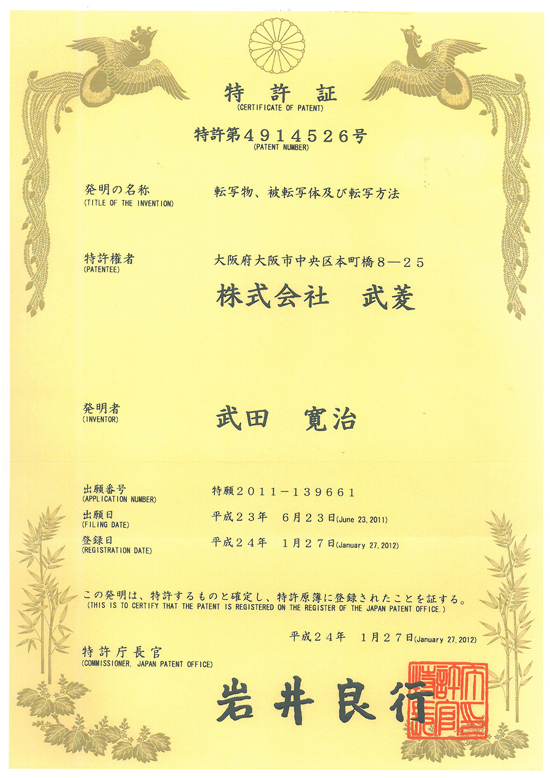 特許証
(CERTIFICATE OF PATENT)
特許第4914526号
(PATENT NUMBER)
発明の名称 転写物、被転写体及び転写方法
(TITLE OF THE INVENTION)
特許権者 大阪府大阪市中央区本町橋8―25
(PATENTEE)
株式会社 武菱
発明者 武田 寛治
(INVENTOR)
出願番号 特願2011-139661
(APPLICATION NUMBER)
出願日 平成23年 6月23日(June 23,2011)
(FILING DATE)
登録日 平成24年 1月27日(January 27,2012)
(REGISTRATION DATE)
この発明は、特許するものと確定し、特許原簿に登録されたことを証する。
(THIS IS TO CERTIFY THAT THE PATENT IS REGISTERED ON THE REGISTER OF THE JAPAN PATENT OFFICE.)
平成24年 1月27日(January 27,2012)
特許庁長官
(COMMISSIONER, JAPAN PATENT OFFICE)
岩井良行